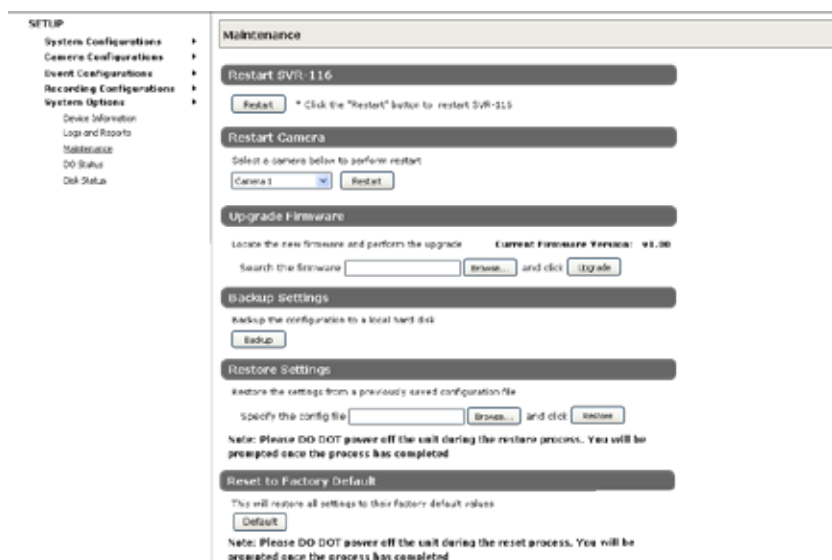 SETUP
System Configurations
Camera Configurations
Event Configurations
Recording Configurations
System Options
Device Information
Logs and Reports
Maintenance
DO Status
Disk Status
Maintenance
Restart SVR-116
Restart * Click the "Restart" button to restart SVR-116
Restart Camera
Select a camera below to perform restart
Camera 1 Restart
Upgrade Firmware
Locate the new firmware and perform the upgrade Current Firmware Version: v1.00
Search the firmware Browse... and click Upgrade
Backup Settings
Backup the configuration to a local hard disk
Backup
Restore Settings
Restore the settings from a previously saved configuration file
Specify the config file Browse... and click Restore
Note: Please DO DOT power off the unit during the restore process. You will be
prompted once the process has completed
Reset to Factory Default
This will restore all settings to their factory default values
Default
Note: Please DO DOT power off the unit during the reset process. You will be
prompted once the process has completed